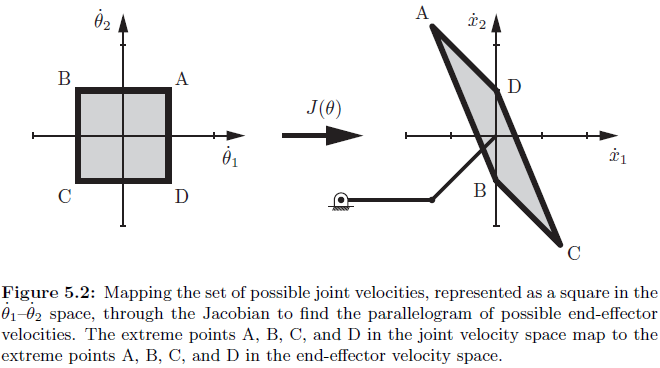 θ̇₂
B
A
θ̇₁
C
D
J(θ)
A
ẋ₂
D
ẋ₁
B
C
Figure 5.2: Mapping the set of possible joint velocities, represented as a square in the
θ̇₁–θ̇₂ space, through the Jacobian to find the parallelogram of possible end-effector
velocities. The extreme points A, B, C, and D in the joint velocity space map to the
extreme points A, B, C, and D in the end-effector velocity space.